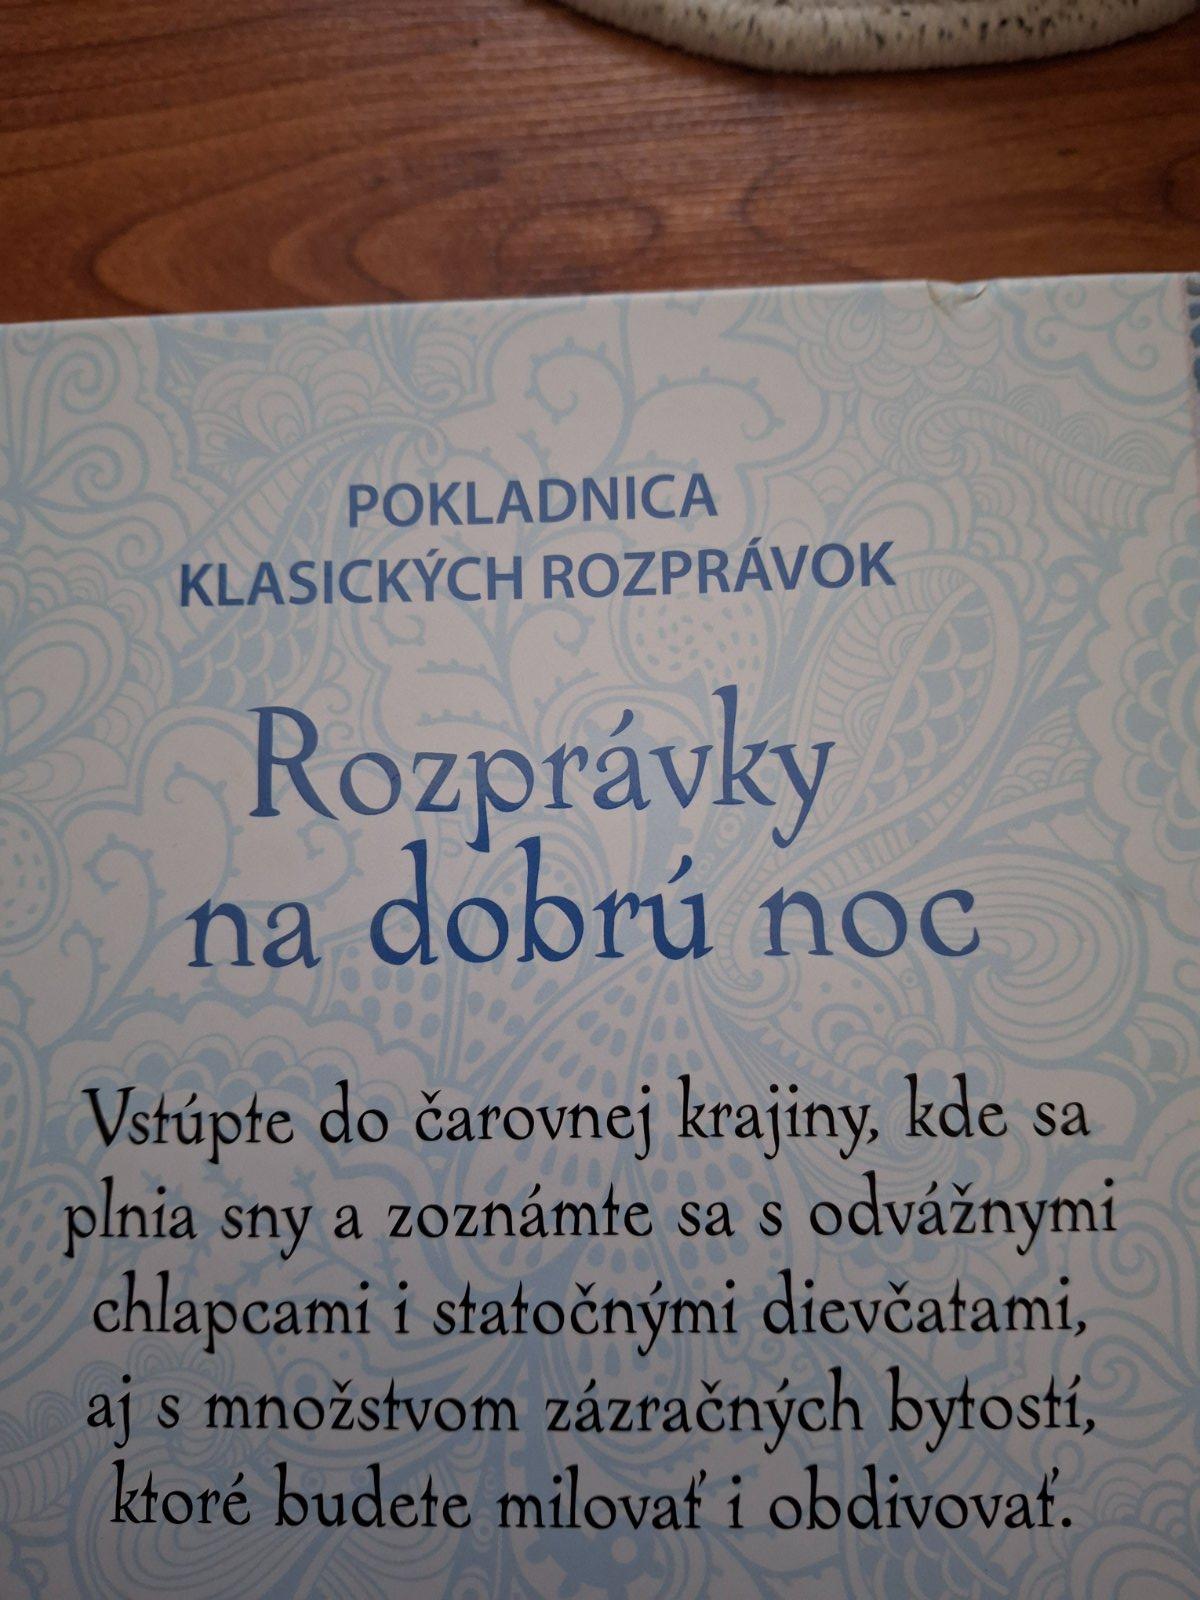 POKLADNICA
KLASICKÝCH ROZPRÁVOK
Rozprávky
na dobrú noc
Vstúpte do čarovnej krajiny, kde sa
plnia sny a zoznámte sa s odvážnymi
chlapcami i statočnými dievčatami,
aj s množstvom zázračných bytostí,
ktoré budete milovať i obdivovať.